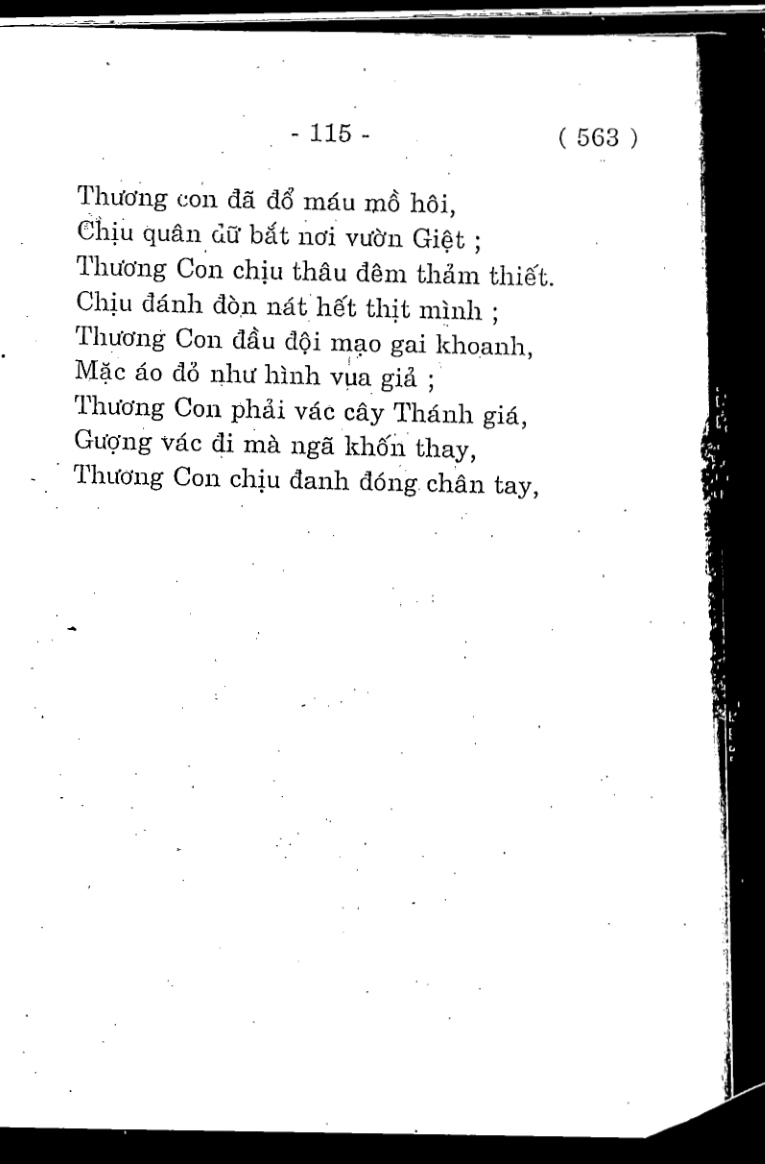 - 115 - ( 563 )
Thương con đã đổ máu mồ hôi,
Chịu quân dữ bắt nơi vườn Giệt ;
Thương Con chịu thâu đêm thảm thiết.
Chịu đánh đòn nát hết thịt mình ;
Thương Con đầu đội mạo gai khoanh,
Mặc áo đỏ như hình vua giả ;
Thương Con phải vác cây Thánh giá,
Gượng vác đi mà ngã khốn thay,
Thương Con chịu đanh đóng chân tay,